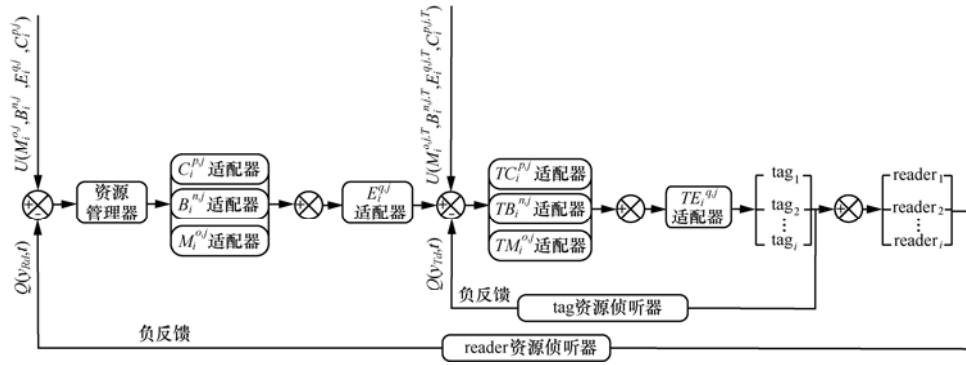 U(M_i^{o,j},B_i^{n,j},E_i^{q,j},C_i^{p,j})
U(M_i^{o,j,T},B_i^{n,j,T},E_i^{q,j,T},C_i^{p,j,T})
资源
管理器
C_i^{p,j}适配器
B_i^{n,j}适配器
M_i^{o,j}适配器
E_i^{q,j}
适配器
TC_i^{p,j}适配器
TB_i^{n,j}适配器
TM_i^{o,j}适配器
TE_i^{q,j}
适配器
tag_1
tag_2
⋮
tag_i
reader_1
reader_2
⋮
reader_i
Q(y_{Rd},t)
Q(y_{Td},t)
负反馈
tag资源侦听器
负反馈
reader资源侦听器